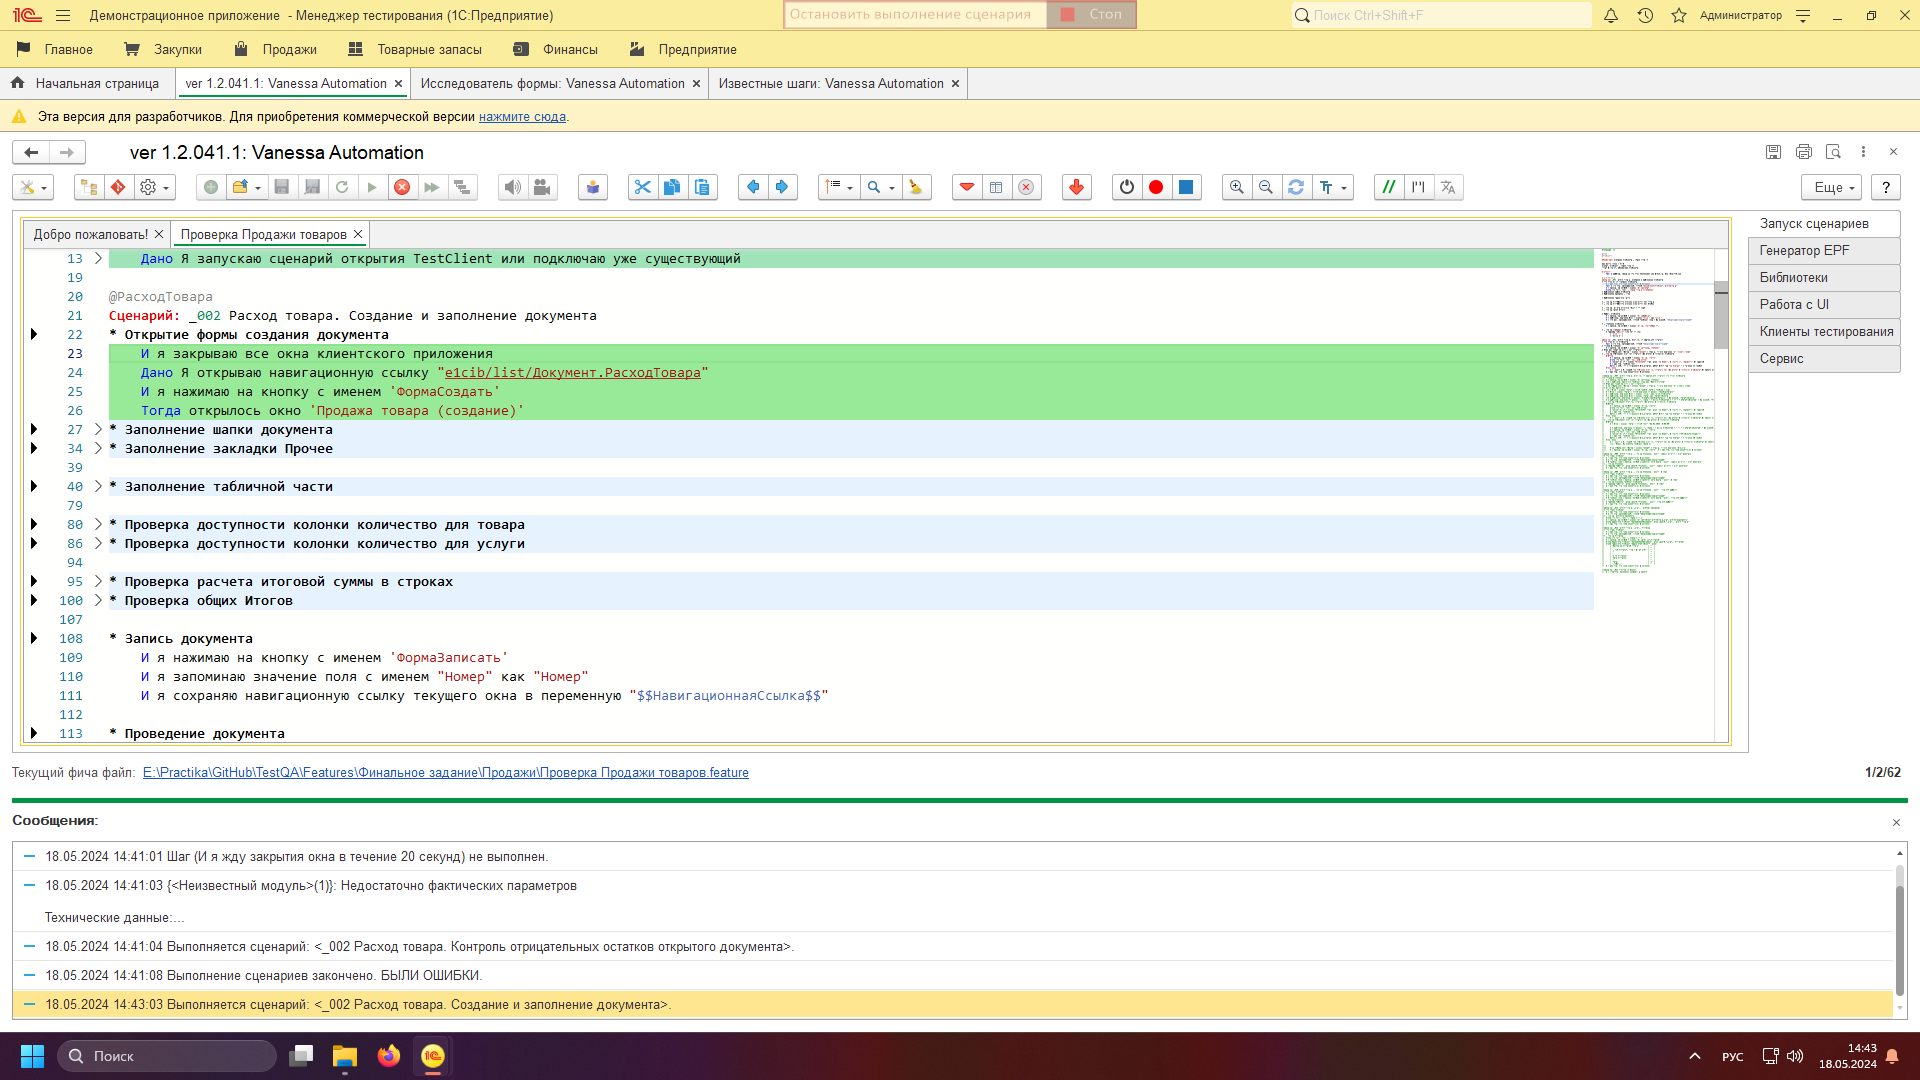 Демонстрационное приложение - Менеджер тестирования (1С:Предприятие)
Остановить выполнение сценария Стоп
Поиск Ctrl+Shift+F
Администратор
Главное Закупки Продажи Товарные запасы Финансы Предприятие
Начальная страница
ver 1.2.041.1: Vanessa Automation
Исследователь формы: Vanessa Automation
Известные шаги: Vanessa Automation
Эта версия для разработчиков. Для приобретения коммерческой версии нажмите сюда.
ver 1.2.041.1: Vanessa Automation
Еще ?
Добро пожаловать!
Проверка Продажи товаров
13 Дано Я запускаю сценарий открытия TestClient или подключаю уже существующий
19
20 @РасходТовара
21 Сценарий: _002 Расход товара. Создание и заполнение документа
22 * Открытие формы создания документа
23 И я закрываю все окна клиентского приложения
24 Дано Я открываю навигационную ссылку "e1cib/list/Документ.РасходТовара"
25 И я нажимаю на кнопку с именем 'ФормаСоздать'
26 Тогда открылось окно 'Продажа товара (создание)'
27 * Заполнение шапки документа
34 * Заполнение закладки Прочее
39
40 * Заполнение табличной части
79
80 * Проверка доступности колонки количество для товара
86 * Проверка доступности колонки количество для услуги
94
95 * Проверка расчета итоговой суммы в строках
100 * Проверка общих Итогов
107
108 * Запись документа
109 И я нажимаю на кнопку с именем 'ФормаЗаписать'
110 И я запоминаю значение поля с именем "Номер" как "Номер"
111 И я сохраняю навигационную ссылку текущего окна в переменную "$$НавигационнаяСсылка$$"
112
113 * Проведение документа
Запуск сценариев
Генератор EPF
Библиотеки
Работа с UI
Клиенты тестирования
Сервис
Текущий фича файл: E:\Practika\GitHub\TestQA\Features\Финальное задание\Продажи\Проверка Продажи товаров.feature
1/2/62
Сообщения:
18.05.2024 14:41:01 Шаг (И я жду закрытия окна в течение 20 секунд) не выполнен.
18.05.2024 14:41:03 {<Неизвестный модуль>(1)}: Недостаточно фактических параметров
Технические данные:...
18.05.2024 14:41:04 Выполняется сценарий: <_002 Расход товара. Контроль отрицательных остатков открытого документа>.
18.05.2024 14:41:08 Выполнение сценариев закончено. БЫЛИ ОШИБКИ.
18.05.2024 14:43:03 Выполняется сценарий: <_002 Расход товара. Создание и заполнение документа>.
Поиск
РУС
14:43
18.05.2024